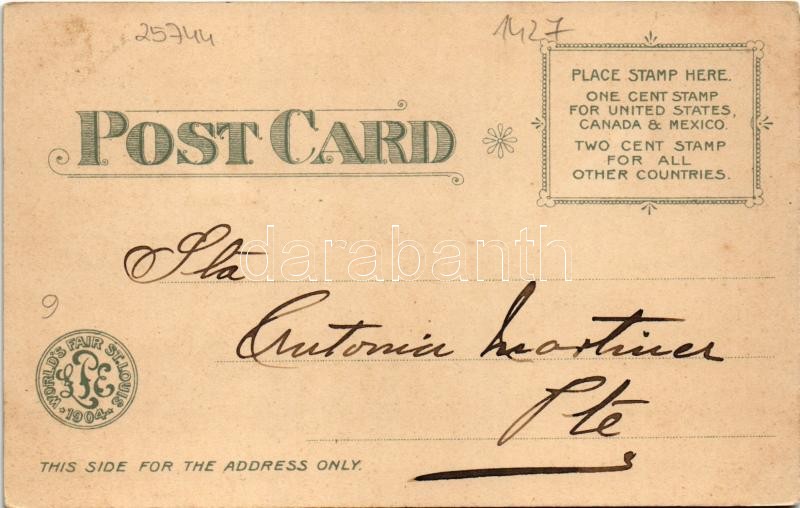 25744
1427
PLACE STAMP HERE.
ONE CENT STAMP
FOR UNITED STATES,
CANADA & MEXICO.
TWO CENT STAMP
FOR ALL
OTHER COUNTRIES.
POST CARD
Sta
darabanth
Antonia Martinez
Pte
9
WORLD'S FAIR ST. LOUIS
LPE
1904
THIS SIDE FOR THE ADDRESS ONLY.